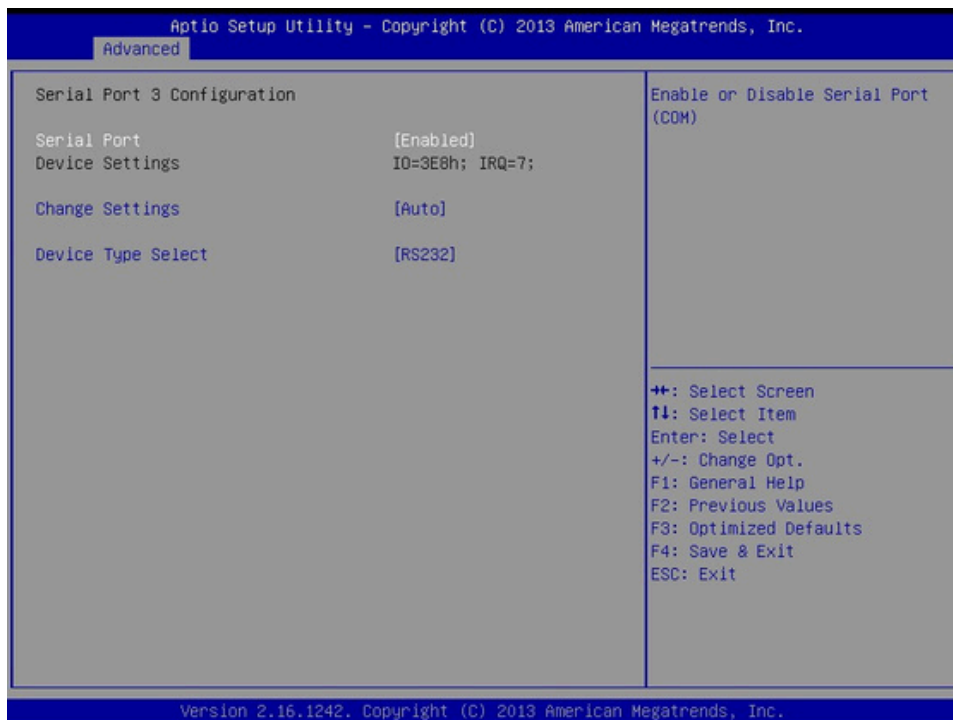 Aptio Setup Utility - Copyright (C) 2013 American Megatrends, Inc.
Advanced
Serial Port 3 Configuration
Serial Port [Enabled]
Device Settings IO=3E8h; IRQ=7;
Change Settings [Auto]
Device Type Select [RS232]
Enable or Disable Serial Port
(COM)
→←: Select Screen
↑↓: Select Item
Enter: Select
+/-: Change Opt.
F1: General Help
F2: Previous Values
F3: Optimized Defaults
F4: Save & Exit
ESC: Exit
Version 2.16.1242. Copyright (C) 2013 American Megatrends, Inc.